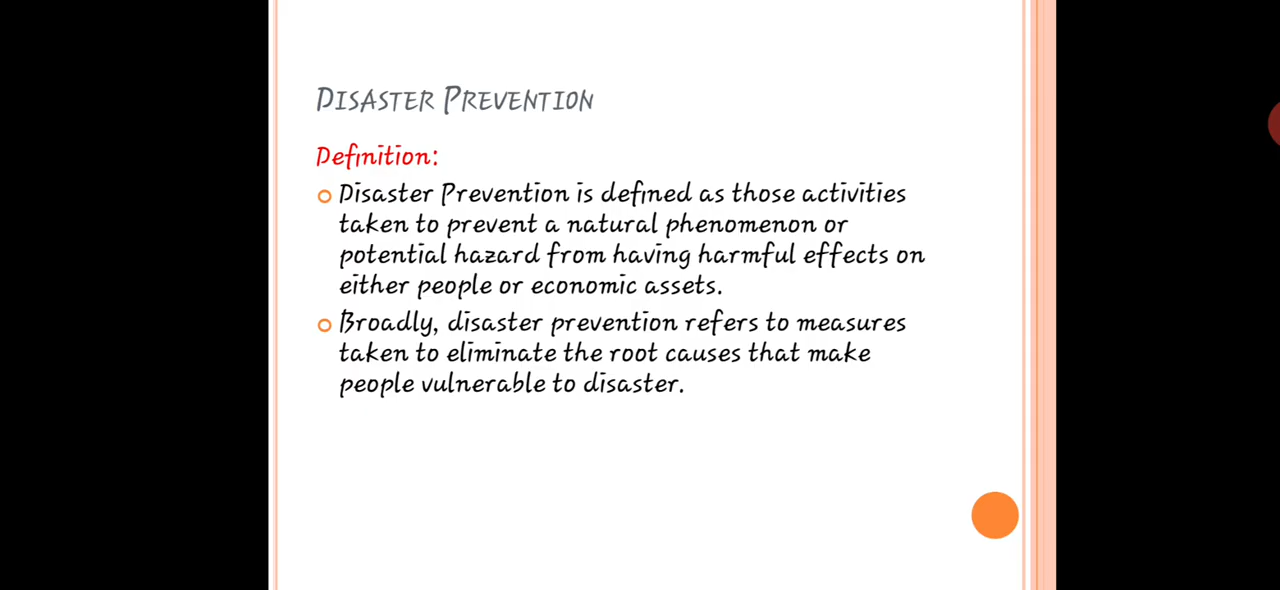 DISASTER PREVENTION
Definition:
Disaster Prevention is defined as those activities
taken to prevent a natural phenomenon or
potential hazard from having harmful effects on
either people or economic assets.
Broadly, disaster prevention refers to measures
taken to eliminate the root causes that make
people vulnerable to disaster.